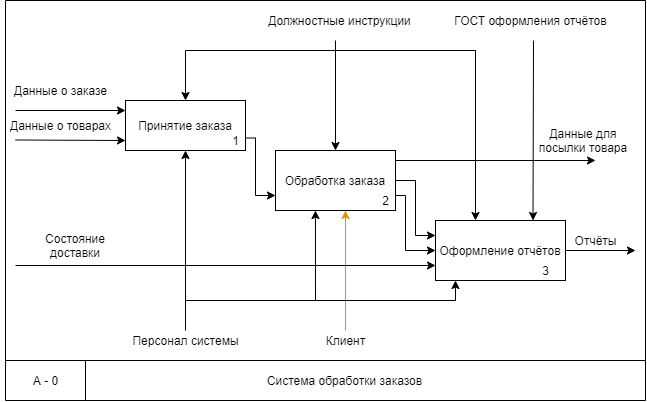 Должностные инструкции
ГОСТ оформления отчётов
Данные о заказе
Данные о товарах
Принятие заказа
1
Данные для
посылки товара
Обработка заказа
2
Состояние
доставки
Оформление отчётов
3
Отчёты
Персонал системы
Клиент
А - 0
Система обработки заказов